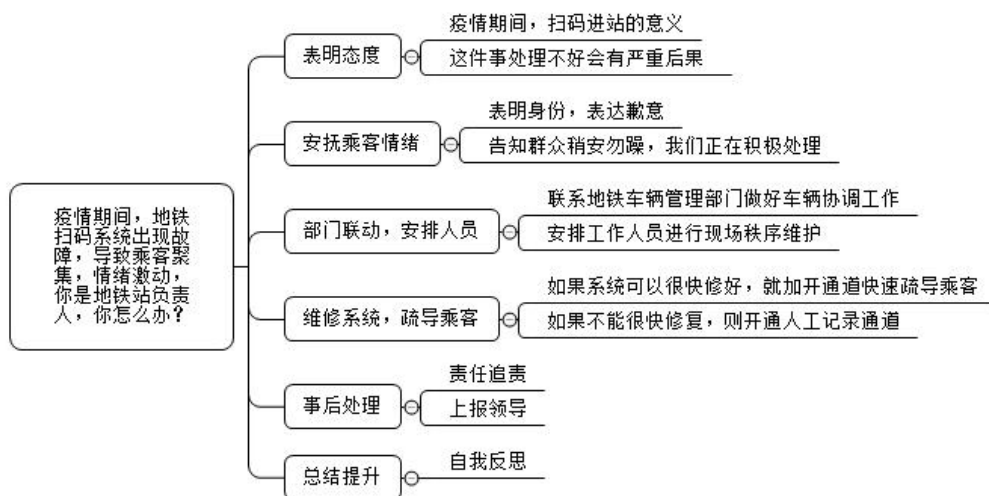 疫情期间，扫码进站的意义
表明态度
这件事处理不好会有严重后果
表明身份，表达歉意
安抚乘客情绪
告知群众稍安勿躁，我们正在积极处理
疫情期间，地铁
扫码系统出现故
障，导致乘客聚
集，情绪激动，
你是地铁站负责
人，你怎么办？
联系地铁车辆管理部门做好车辆协调工作
部门联动，安排人员
安排工作人员进行现场秩序维护
如果系统可以很快修好，就加开通道快速疏导乘客
维修系统，疏导乘客
如果不能很快修复，则开通人工记录通道
责任追责
事后处理
上报领导
总结提升
自我反思